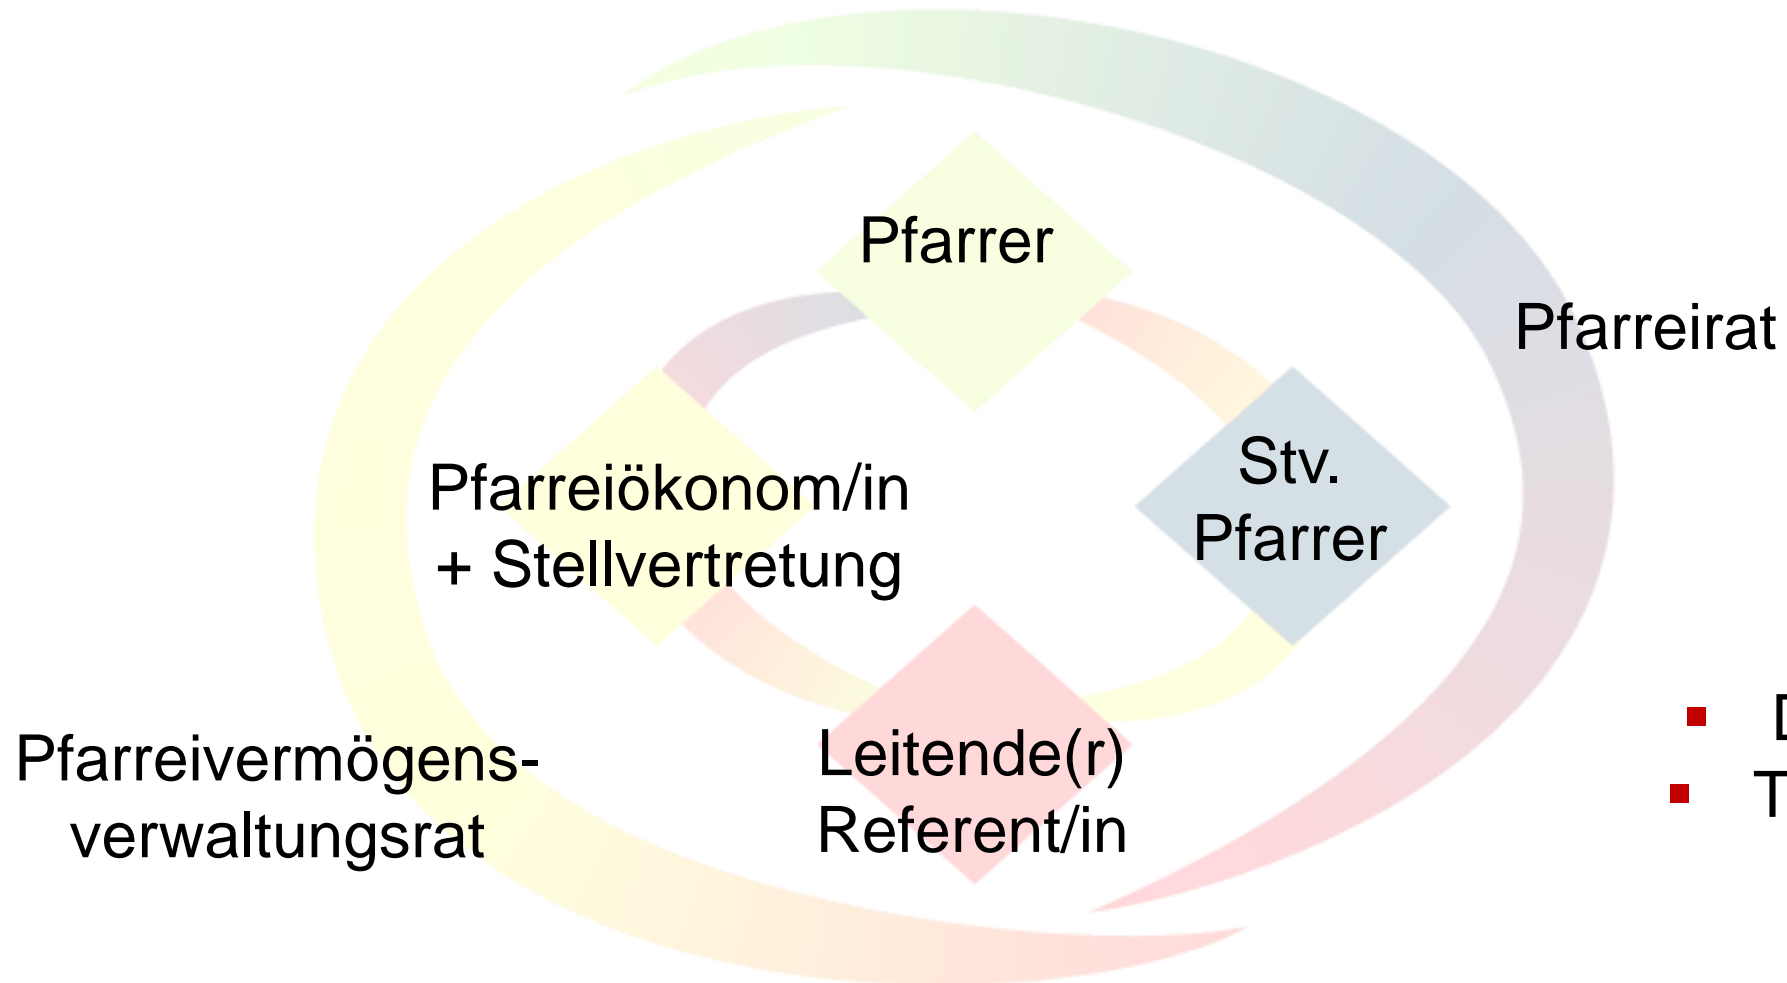 Pfarrer
Pfarreirat
Stv.
Pfarrer
Pfarreiökonom/in
+ Stellvertretung
Pfarreivermögens-
verwaltungsrat
Leitende(r)
Referent/in